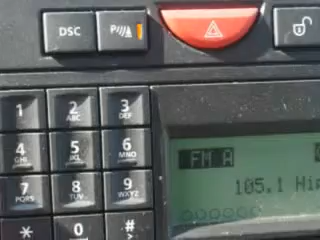 DSC P
1 2 ABC 3 DEF
4 GHI 5 JKL 6 MNO
7 PQRS 8 TUV 9 WXYZ
* 0 #
FM A
105.1 Hip